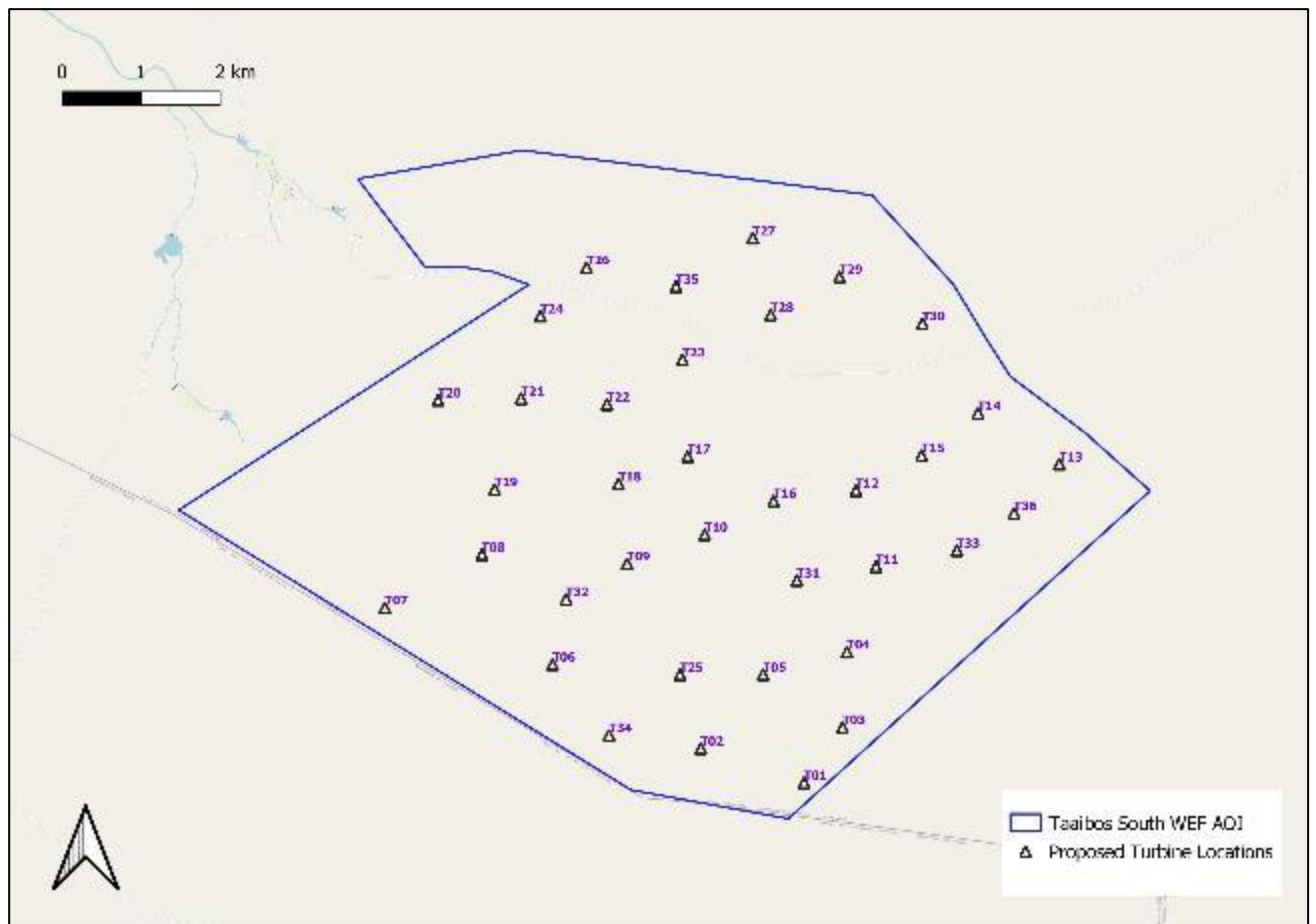 0 1 2 km
T27
T26
T29
T35
T24
T28
T30
T23
T20
T21
T22
T14
T17
T15
T13
T19
T18
T12
T16
T36
T10
T08
T09
T33
T31
T11
T32
T07
T06
T25
T05
T04
T34
T02
T03
T01
Taaibos South WEF AOI
Proposed Turbine Locations